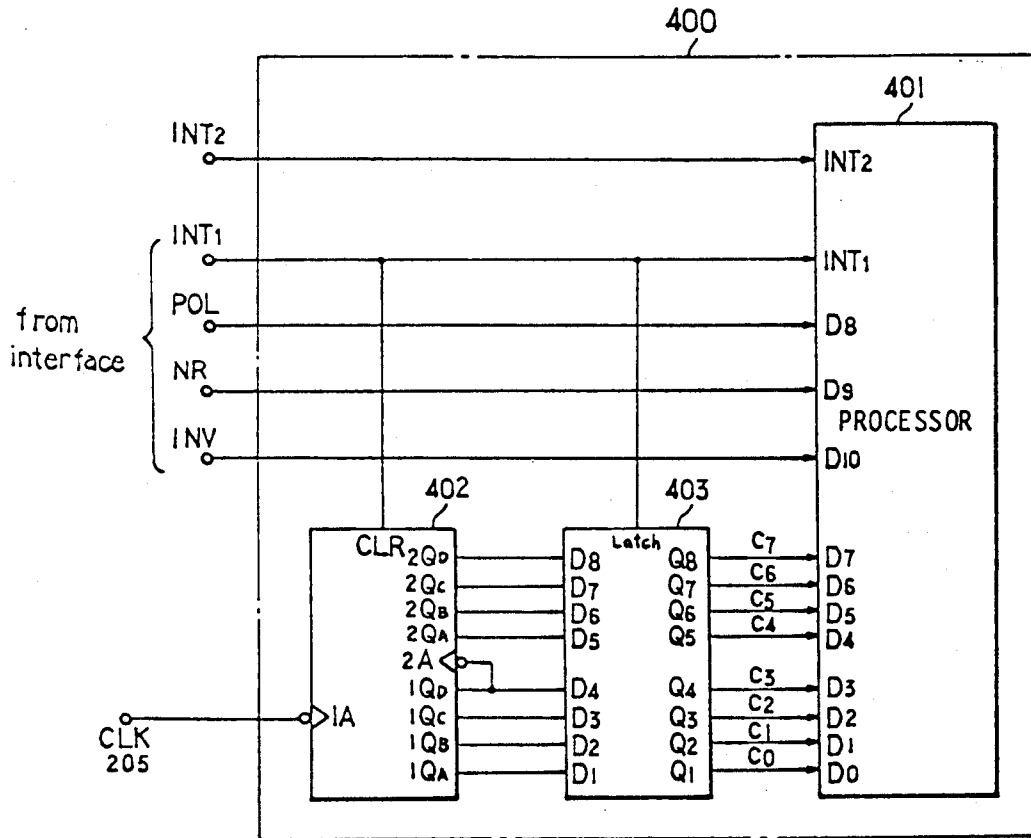 400
401
INT2
INT2
INT1
INT1
from
interface
POL
D8
NR
D9
PROCESSOR
INV
D10
402
403
CLR
Latch
2QD
D8
Q8
C7
D7
2QC
D7
Q7
C6
D6
2QB
D6
Q6
C5
D5
2QA
D5
Q5
C4
D4
2A
1QD
D4
Q4
C3
D3
1A
1QC
D3
Q3
C2
D2
CLK
205
1QB
D2
Q2
C1
D1
1QA
D1
Q1
C0
D0